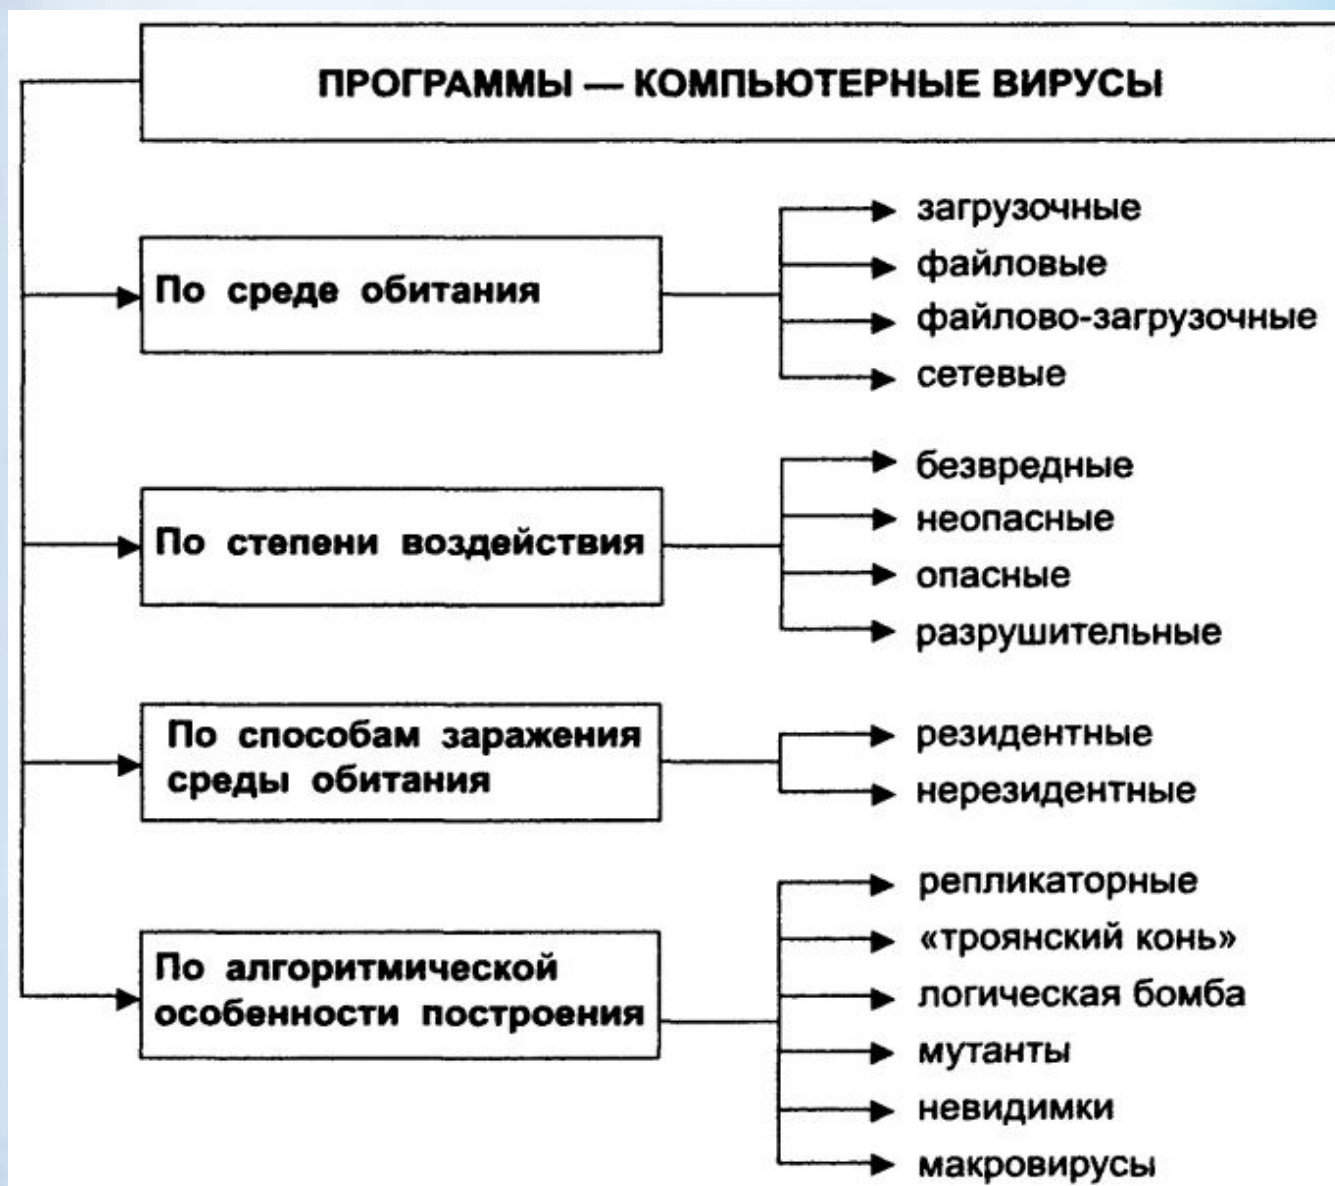 ПРОГРАММЫ — КОМПЬЮТЕРНЫЕ ВИРУСЫ
По среде обитания
загрузочные
файловые
файлово-загрузочные
сетевые
По степени воздействия
безвредные
неопасные
опасные
разрушительные
По способам заражения
среды обитания
резидентные
нерезидентные
По алгоритмической
особенности построения
репликаторные
«троянский конь»
логическая бомба
мутанты
невидимки
макровирусы